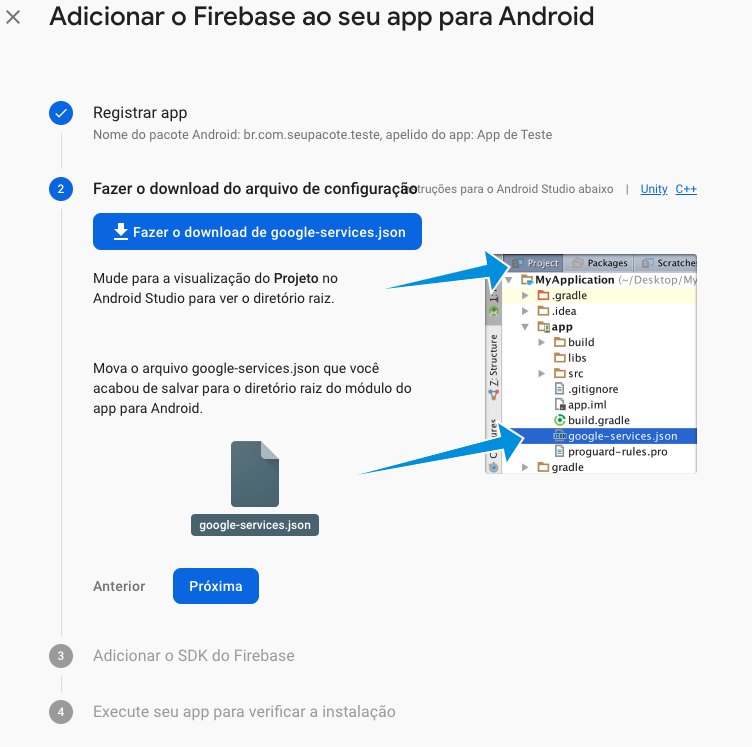 Adicionar o Firebase ao seu app para Android
Registrar app
Nome do pacote Android: br.com.seupacote.teste, apelido do app: App de Teste
2
Fazer o download do arquivo de configuração
struções para o Android Studio abaixo | Unity C++
Fazer o download de google-services.json
Mude para a visualização do Projeto no
Android Studio para ver o diretório raiz.
Mova o arquivo google-services.json que você
acabou de salvar para o diretório raiz do módulo do
app para Android.
google-services.json
Project Packages Scratches
MyApplication (~/Desktop/My
.gradle
.idea
app
build
libs
src
.gitignore
app.iml
build.gradle
google-services.json
proguard-rules.pro
gradle
Z: Structure
Anterior
Próxima
3
Adicionar o SDK do Firebase
4
Execute seu app para verificar a instalação